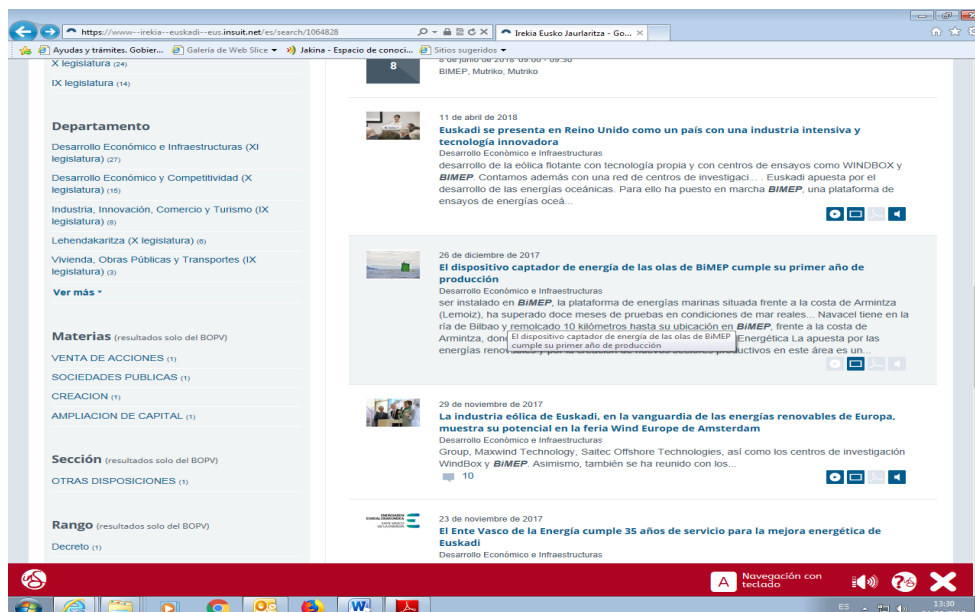 https://www--irekia--euskadi--eus.insuit.net/es/search/1064828
Irekia Eusko Jaurlaritza - Go...
Ayudas y trámites. Gobier...
Galería de Web Slice
Jakina - Espacio de conoci...
Sitios sugeridos
X legislatura (24)
IX legislatura (14)
Departamento
Desarrollo Económico e Infraestructuras (XI
legislatura) (27)
Desarrollo Económico y Competitividad (X
legislatura) (15)
Industria, Innovación, Comercio y Turismo (IX
legislatura) (8)
Lehendakaritza (X legislatura) (6)
Vivienda, Obras Públicas y Transportes (IX
legislatura) (3)
Ver más
Materias (resultados solo del BOPV)
VENTA DE ACCIONES (1)
SOCIEDADES PUBLICAS (1)
CREACION (1)
AMPLIACION DE CAPITAL (1)
Sección (resultados solo del BOPV)
OTRAS DISPOSICIONES (1)
Rango (resultados solo del BOPV)
Decreto (1)
8
8 de junio de 2018 09:00 - 09:30
BIMEP, Mutriko, Mutriko
11 de abril de 2018
Euskadi se presenta en Reino Unido como un país con una industria intensiva y
tecnología innovadora
Desarrollo Económico e Infraestructuras
desarrollo de la eólica flotante con tecnología propia y con centros de ensayos como WINDBOX y
BIMEP. Contamos además con una red de centros de investigaci... . Euskadi apuesta por el
desarrollo de las energías oceánicas. Para ello ha puesto en marcha BIMEP, una plataforma de
ensayos de energías oceá...
26 de diciembre de 2017
El dispositivo captador de energía de las olas de BiMEP cumple su primer año de
producción
Desarrollo Económico e Infraestructuras
ser instalado en BiMEP, la plataforma de energías marinas situada frente a la costa de Armintza
(Lemoiz), ha superado doce meses de pruebas en condiciones de mar reales... Navacel tiene en la
ría de Bilbao y remolcado 10 kilómetros hasta su ubicación en BiMEP, frente a la costa de
Armintza, Energética La apuesta por las
energías en este área es un...
El dispositivo captador de energía de las olas de BiMEP
cumple su primer año de producción
29 de noviembre de 2017
La industria eólica de Euskadi, en la vanguardia de las energías renovables de Europa,
muestra su potencial en la feria Wind Europe de Amsterdam
Desarrollo Económico e Infraestructuras
Group, Maxwind Technology, Saitec Offshore Technologies, así como los centros de investigación
WindBox y BiMEP. Asimismo, también se ha reunido con los...
10
23 de noviembre de 2017
El Ente Vasco de la Energía cumple 35 años de servicio para la mejora energética de
Euskadi
Desarrollo Económico e Infraestructuras
A
Navegación con
teclado
ES
13:30